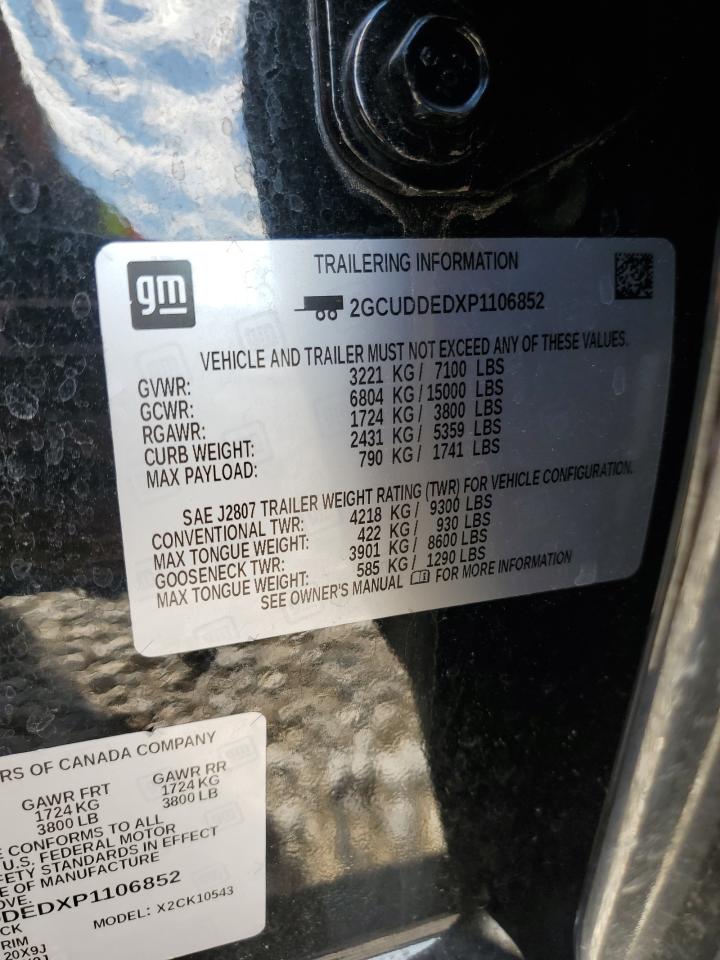 gm
TRAILERING INFORMATION
2GCUDDEDXP1106852
VEHICLE AND TRAILER MUST NOT EXCEED ANY OF THESE VALUES.
GVWR: 3221 KG / 7100 LBS
GCWR: 6804 KG / 15000 LBS
RGAWR: 1724 KG / 3800 LBS
CURB WEIGHT: 2431 KG / 5359 LBS
MAX PAYLOAD: 790 KG / 1741 LBS
SAE J2807 TRAILER WEIGHT RATING (TWR) FOR VEHICLE CONFIGURATION.
CONVENTIONAL TWR: 4218 KG / 9300 LBS
MAX TONGUE WEIGHT: 422 KG / 930 LBS
GOOSENECK TWR: 3901 KG / 8600 LBS
MAX TONGUE WEIGHT: 585 KG / 1290 LBS
SEE OWNER'S MANUAL FOR MORE INFORMATION
RS OF CANADA COMPANY
GAWR FRT GAWR RR
1724 KG 1724 KG
3800 LB 3800 LB
E CONFORMS TO ALL
U.S. FEDERAL MOTOR
FETY STANDARDS IN EFFECT
E OF MANUFACTURE
OVE.
DDEDXP1106852
CK MODEL: X2CK10543
RIM
20X9J